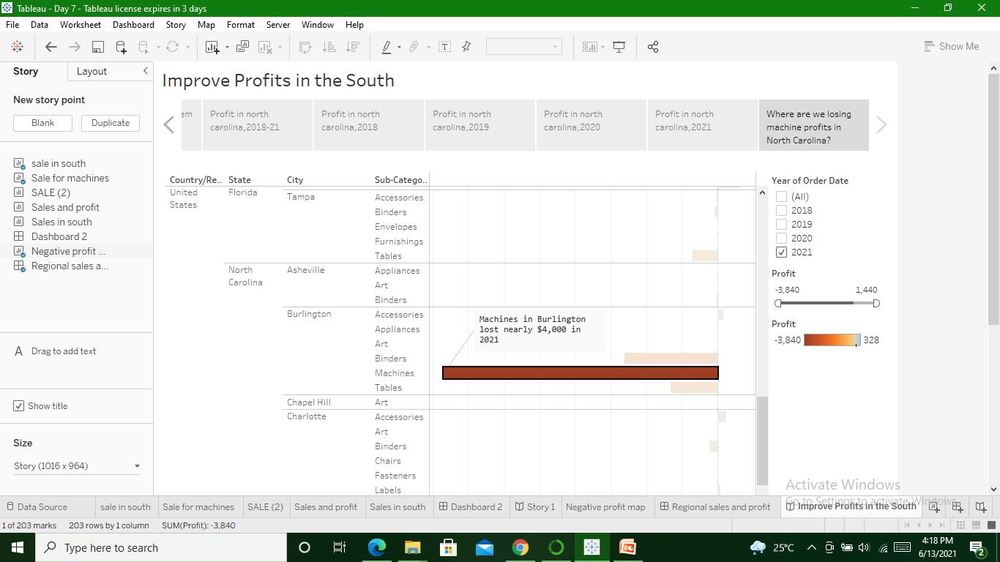 Tableau - Day 7 - Tableau license expires in 3 days
File Data Worksheet Dashboard Story Map Format Server Window Help
Show Me
Story Layout
New story point
Blank Duplicate
sale in south
Sale for machines
SALE (2)
Sales and profit
Sales in south
Dashboard 2
Negative profit ...
Regional sales a...
A Drag to add text
Show title
Size
Story (1016 x 964)
Improve Profits in the South
em
Profit in north
carolina,2018-21
Profit in north
carolina,2018
Profit in north
carolina,2019
Profit in north
carolina,2020
Profit in north
carolina,2021
Where are we losing
machine profits in
North Carolina?
Country/Re.. State City Sub-Catego..
United
States
Florida
Tampa
Accessories
Binders
Envelopes
Furnishings
Tables
North
Carolina
Asheville
Appliances
Art
Binders
Burlington
Accessories
Appliances
Art
Binders
Machines
Tables
Machines in Burlington
lost nearly $4,000 in
2021
Chapel Hill Art
Charlotte
Accessories
Art
Binders
Chairs
Fasteners
Labels
Year of Order Date
(All)
2018
2019
2020
2021
Profit
-3,840 1,440
Profit
-3,840 328
Activate Windows
Go to Settings to activate Windows.
Data Source sale in south Sale for machines SALE (2) Sales and profit Sales in south Dashboard 2 Story 1 Negative profit map Regional sales and profit Improve Profits in the South
1 of 203 marks 203 rows by 1 column SUM(Profit): -3,840
Type here to search
25°C
4:18 PM
6/13/2021
2